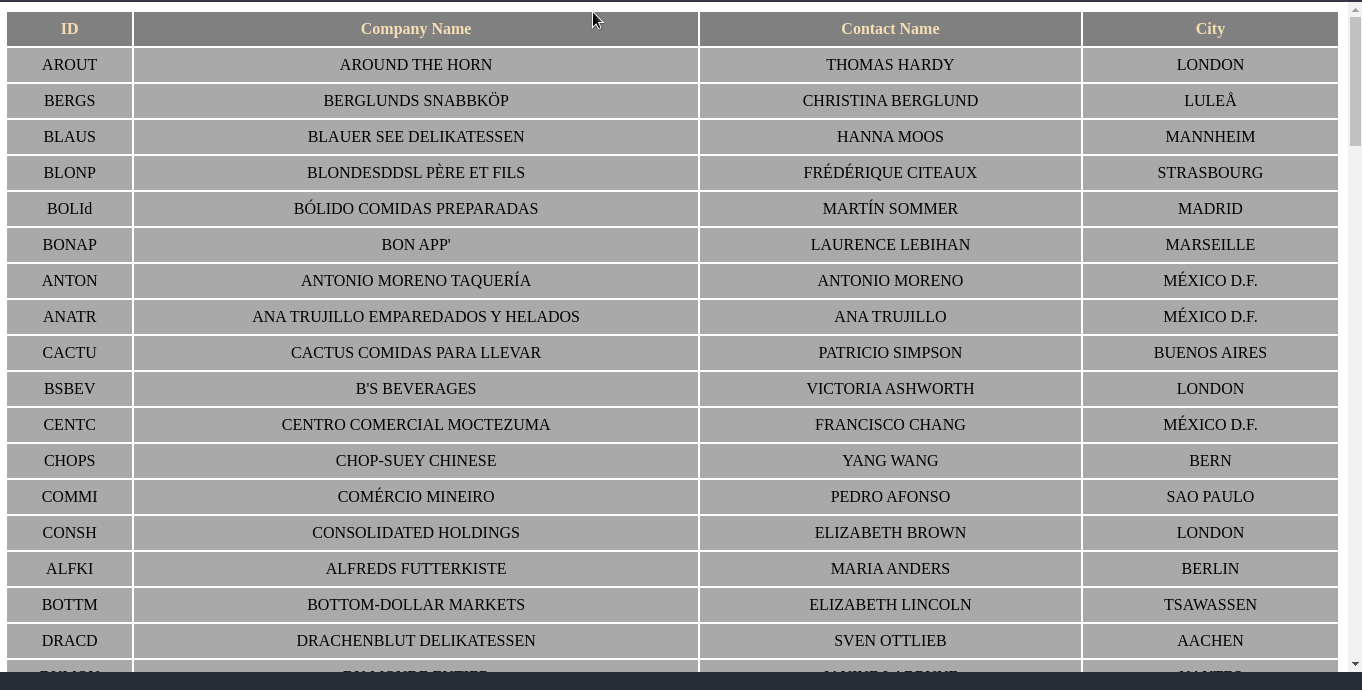 ID Company Name Contact Name City
AROUT AROUND THE HORN THOMAS HARDY LONDON
BERGS BERGLUNDS SNABBKÖP CHRISTINA BERGLUND LULEÅ
BLAUS BLAUER SEE DELIKATESSEN HANNA MOOS MANNHEIM
BLONP BLONDESDDSL PÈRE ET FILS FRÉDÉRIQUE CITEAUX STRASBOURG
BOLId BÓLIDO COMIDAS PREPARADAS MARTÍN SOMMER MADRID
BONAP BON APP' LAURENCE LEBIHAN MARSEILLE
ANTON ANTONIO MORENO TAQUERÍA ANTONIO MORENO MÉXICO D.F.
ANATR ANA TRUJILLO EMPAREDADOS Y HELADOS ANA TRUJILLO MÉXICO D.F.
CACTU CACTUS COMIDAS PARA LLEVAR PATRICIO SIMPSON BUENOS AIRES
BSBEV B'S BEVERAGES VICTORIA ASHWORTH LONDON
CENTC CENTRO COMERCIAL MOCTEZUMA FRANCISCO CHANG MÉXICO D.F.
CHOPS CHOP-SUEY CHINESE YANG WANG BERN
COMMI COMÉRCIO MINEIRO PEDRO AFONSO SAO PAULO
CONSH CONSOLIDATED HOLDINGS ELIZABETH BROWN LONDON
ALFKI ALFREDS FUTTERKISTE MARIA ANDERS BERLIN
BOTTM BOTTOM-DOLLAR MARKETS ELIZABETH LINCOLN TSAWASSEN
DRACD DRACHENBLUT DELIKATESSEN SVEN OTTLIEB AACHEN